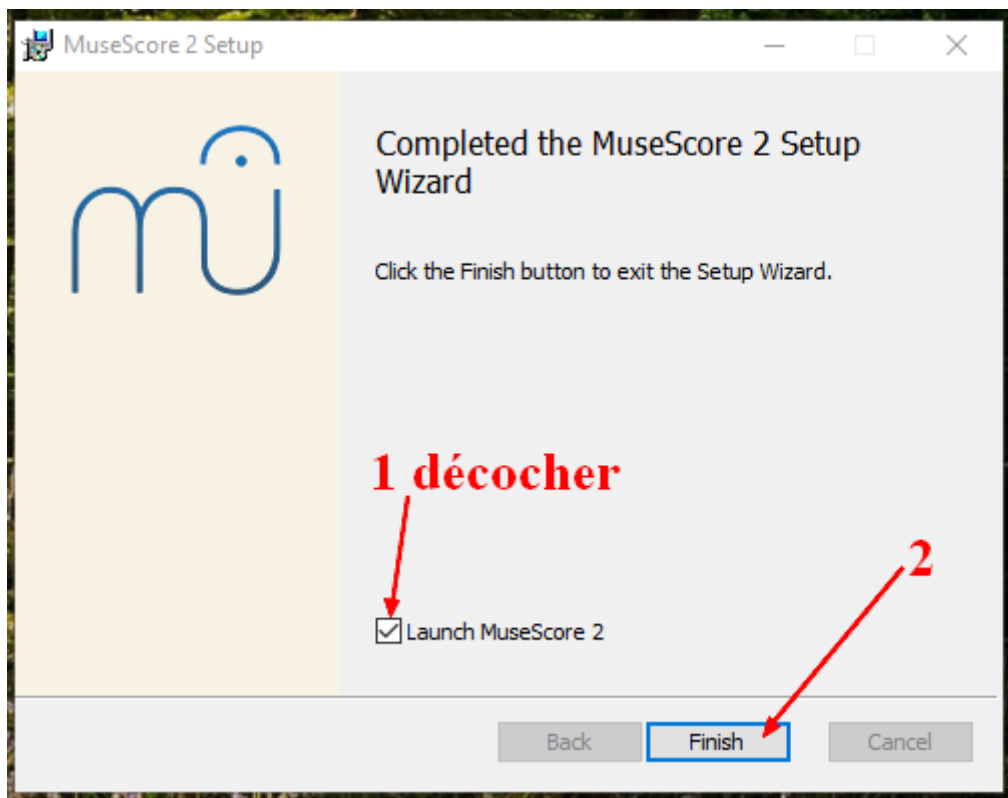 MuseScore 2 Setup
Completed the MuseScore 2 Setup
Wizard
Click the Finish button to exit the Setup Wizard.
1 décocher
2
Launch MuseScore 2
Back
Finish
Cancel